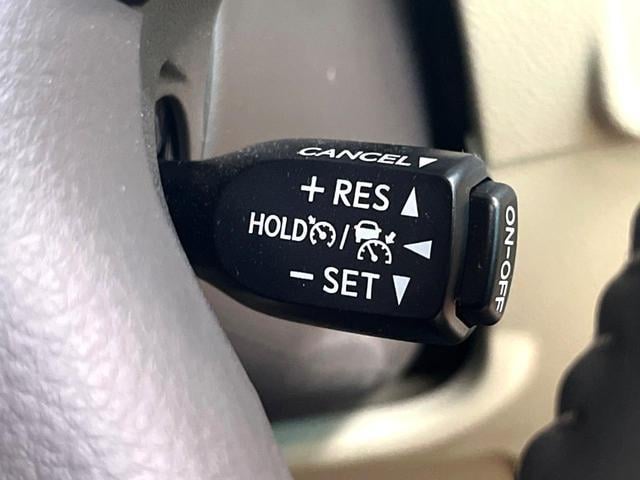 CANCEL▼
+ RES ▲
HOLD / ◀
− SET ▼
ON-OFF